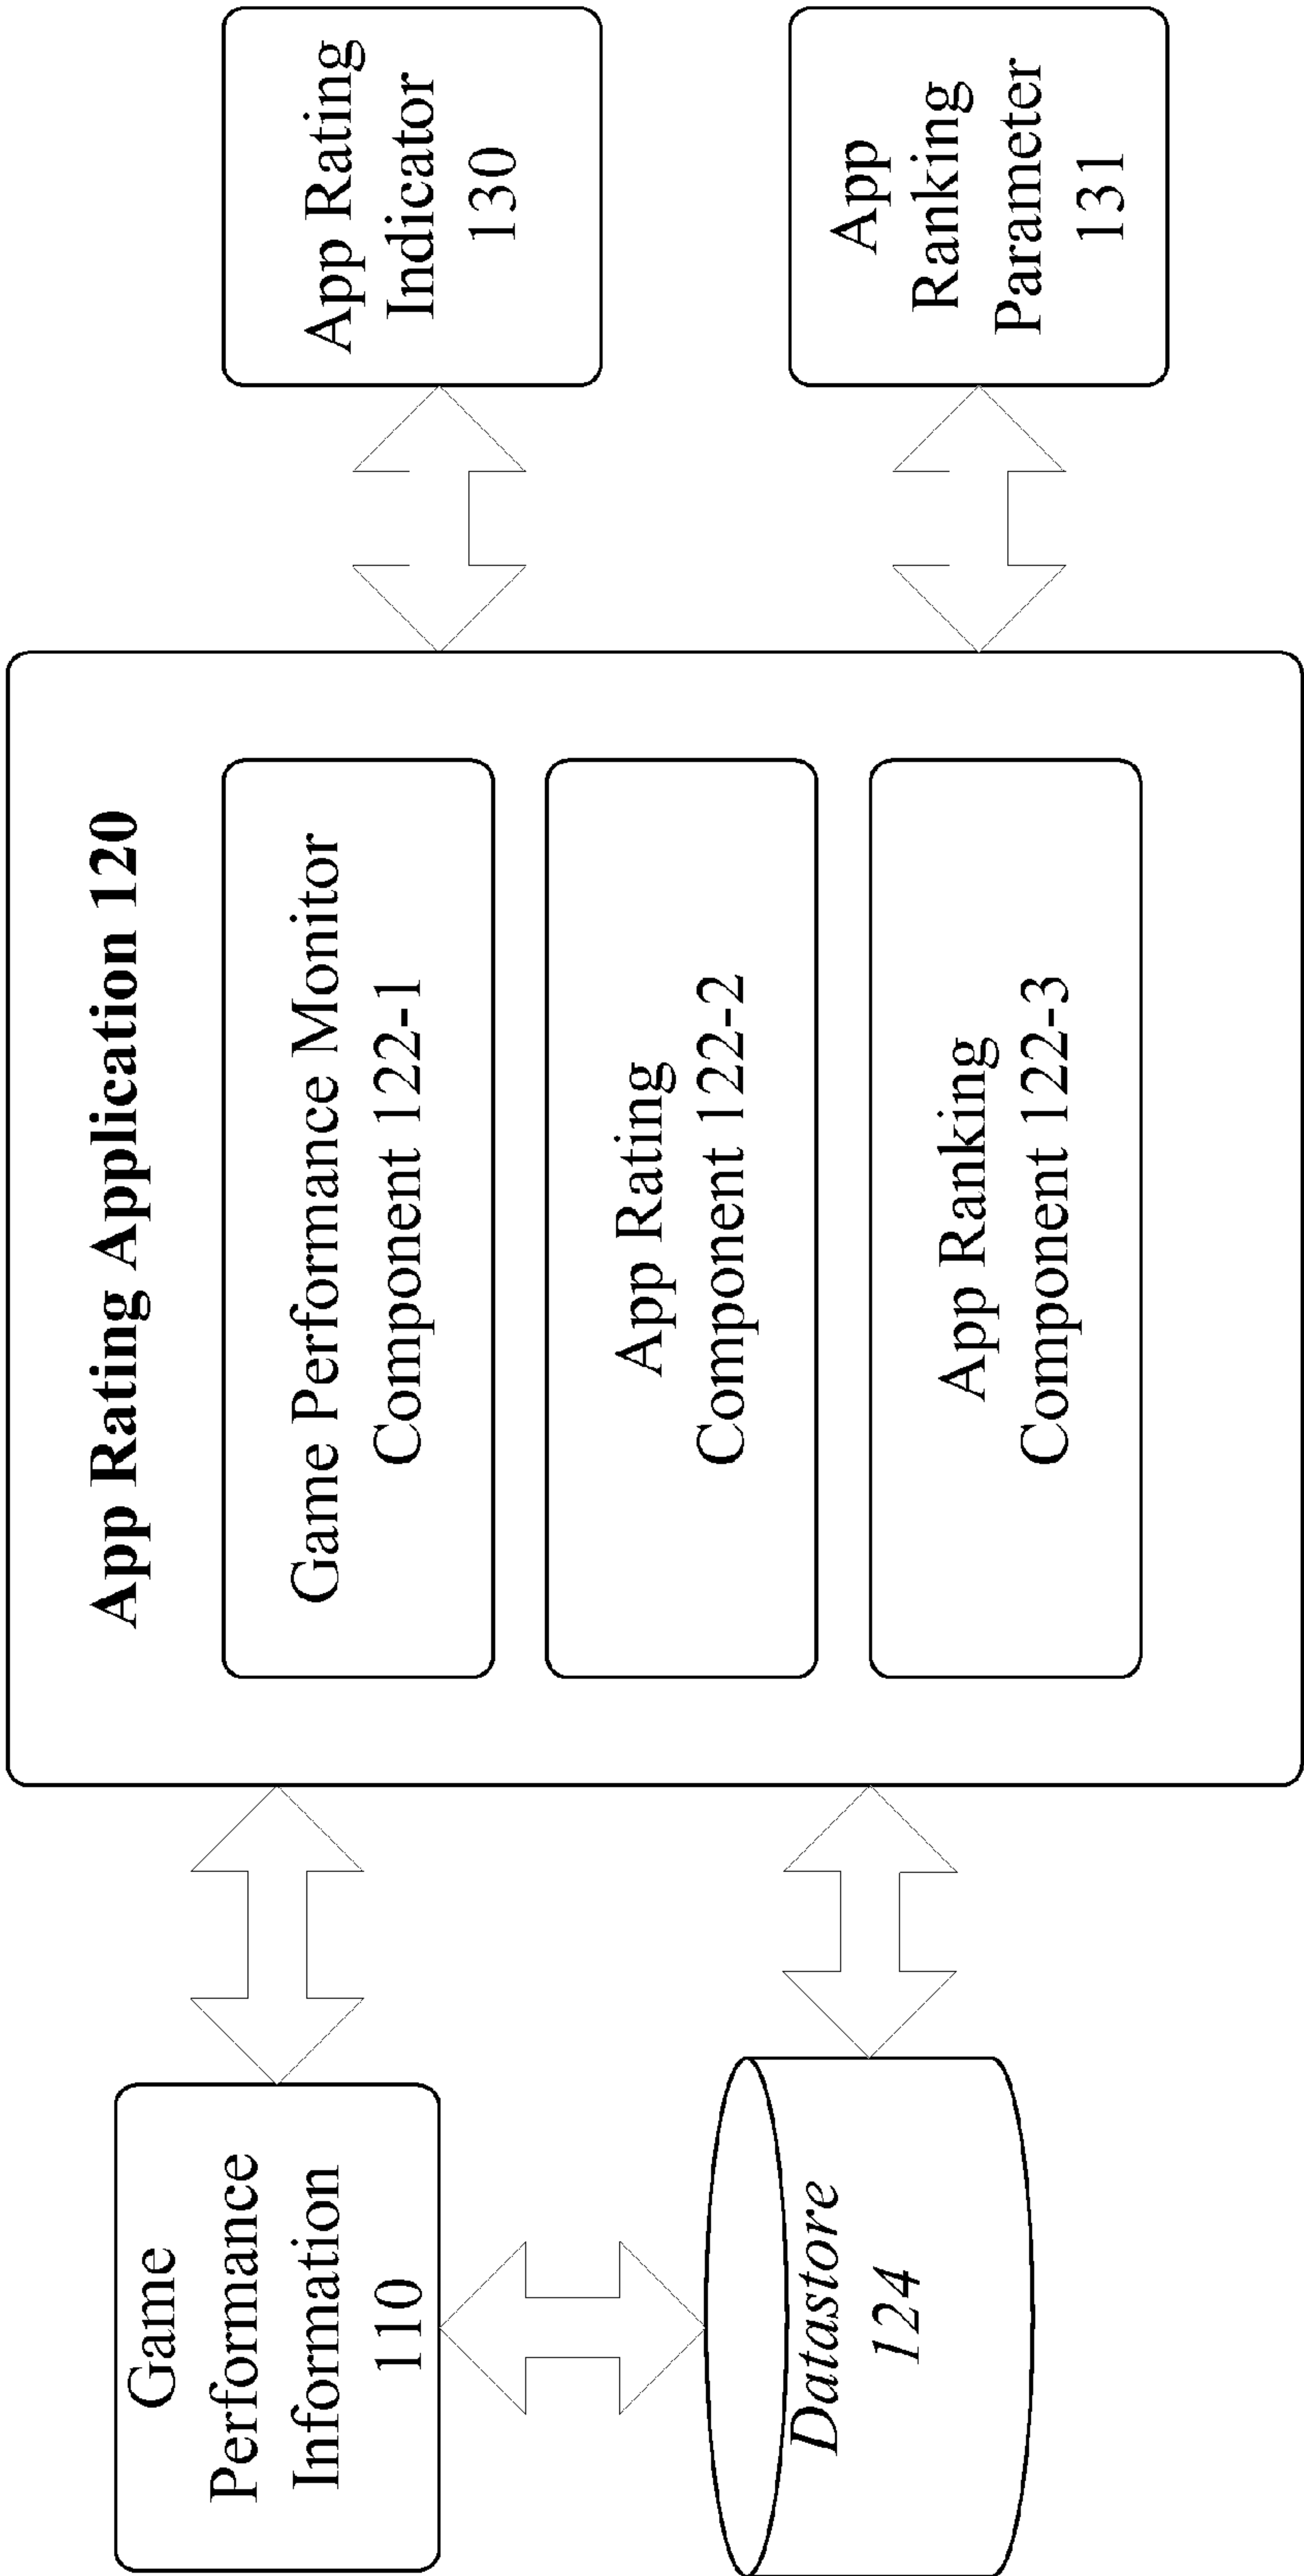 Game
Performance
Information
110
Datastore
124
App Rating Application 120
Game Performance Monitor
Component 122-1
App Rating
Component 122-2
App Ranking
Component 122-3
App Rating
Indicator
130
App
Ranking
Parameter
131